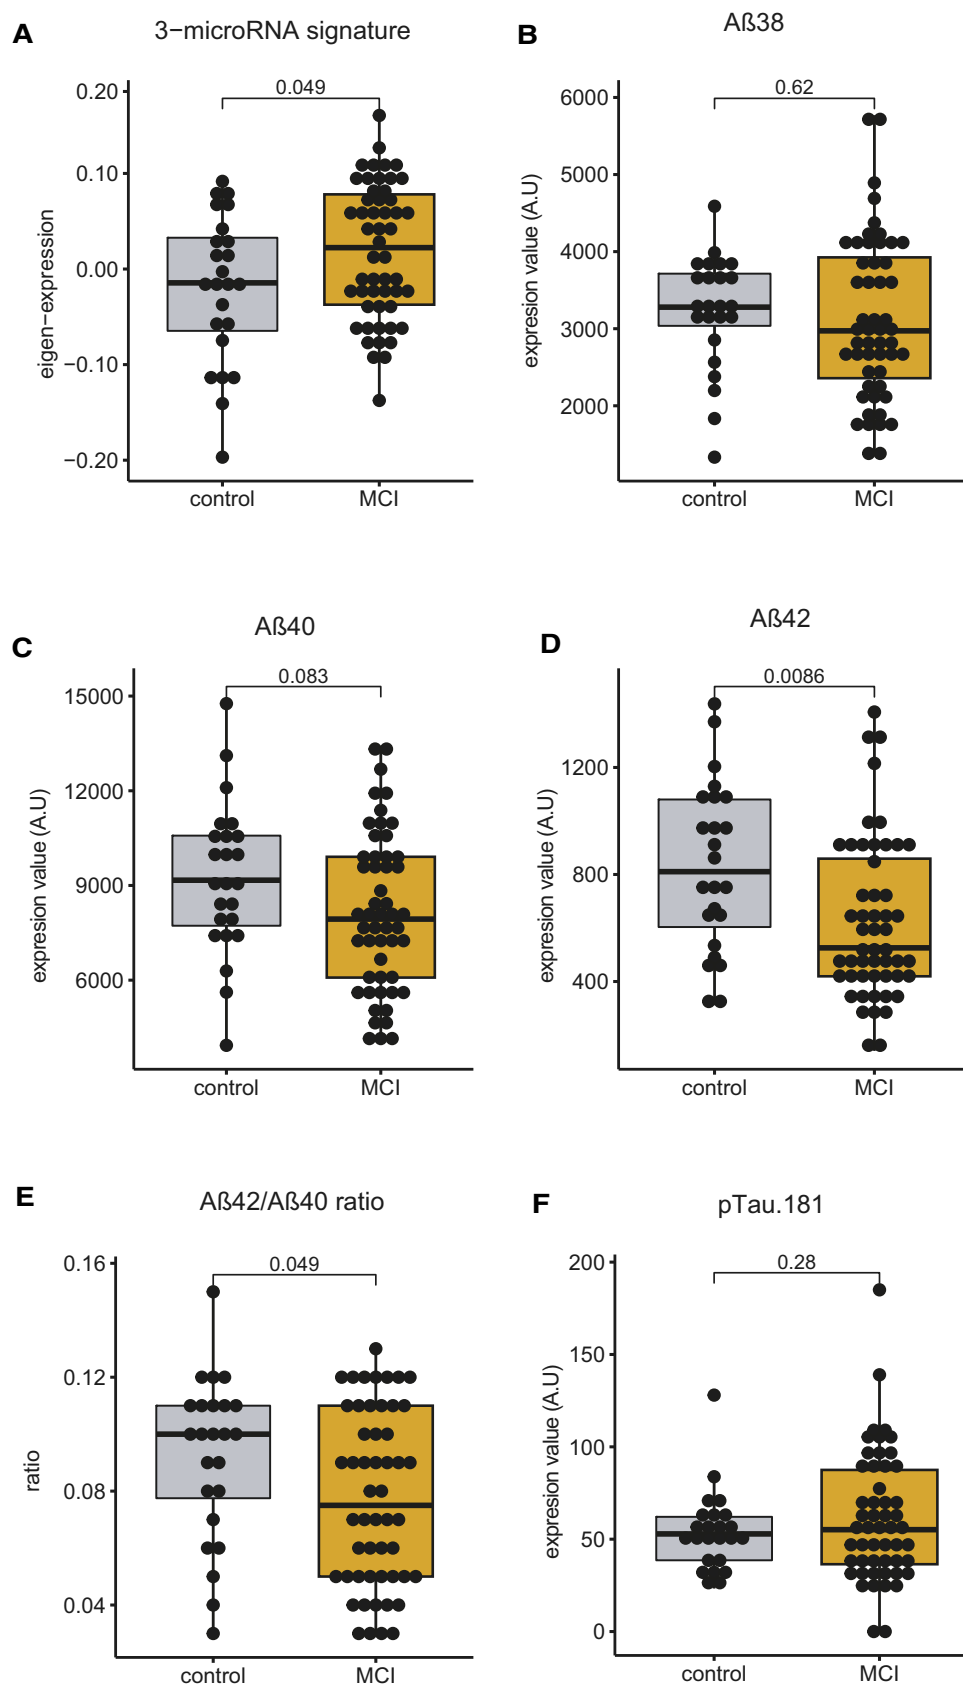 A
3−microRNA signature
0.049
0.20
0.10
0.00
−0.10
−0.20
eigen−expression
control
MCI
B
Aß38
0.62
6000
5000
4000
3000
2000
expresion value (A.U)
control
MCI
C
Aß40
0.083
15000
12000
9000
6000
expresion value (A.U)
control
MCI
D
Aß42
0.0086
1200
800
400
expresion value (A.U)
control
MCI
E
Aß42/Aß40 ratio
0.049
0.16
0.12
0.08
0.04
ratio
control
MCI
F
pTau.181
0.28
200
150
100
50
0
expresion value (A.U)
control
MCI